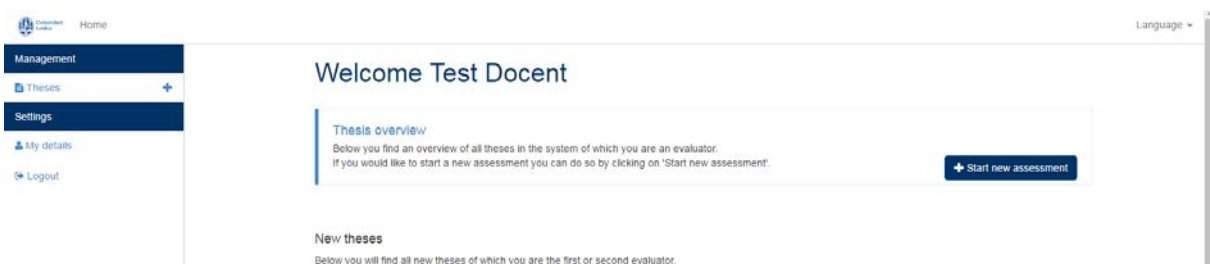 Universiteit Leiden
Home
Language
Management
Theses
Settings
My details
Logout
Welcome Test Docent
Thesis overview
Below you find an overview of all theses in the system of which you are an evaluator.
If you would like to start a new assessment you can do so by clicking on 'Start new assessment'.
+ Start new assessment
New theses
Below you will find all new theses of which you are the first or second evaluator.